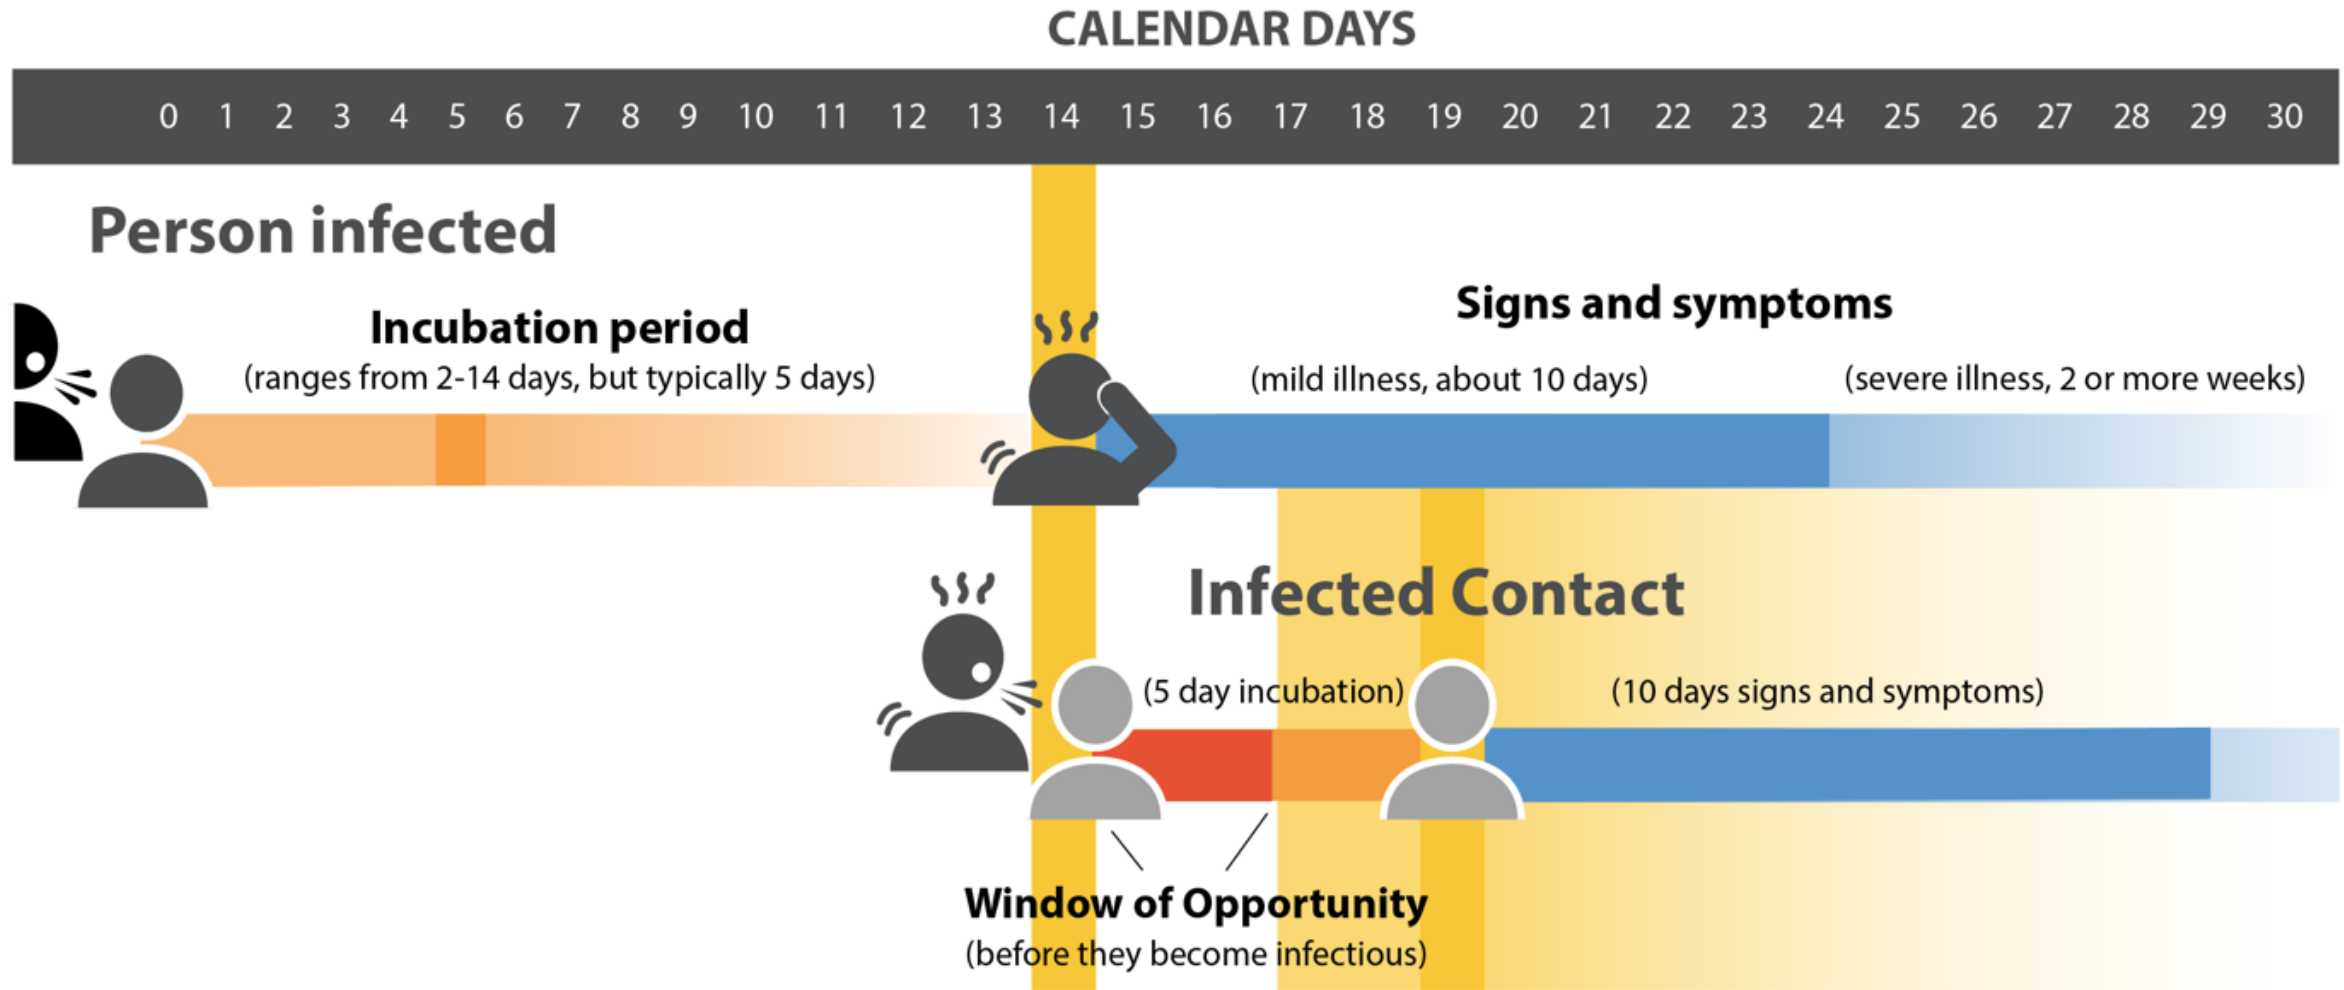 CALENDAR DAYS
0 1 2 3 4 5 6 7 8 9 10 11 12 13 14 15 16 17 18 19 20 21 22 23 24 25 26 27 28 29 30
Person infected
Incubation period
(ranges from 2-14 days, but typically 5 days)
Signs and symptoms
(mild illness, about 10 days)
(severe illness, 2 or more weeks)
Infected Contact
(5 day incubation)
(10 days signs and symptoms)
Window of Opportunity
(before they become infectious)